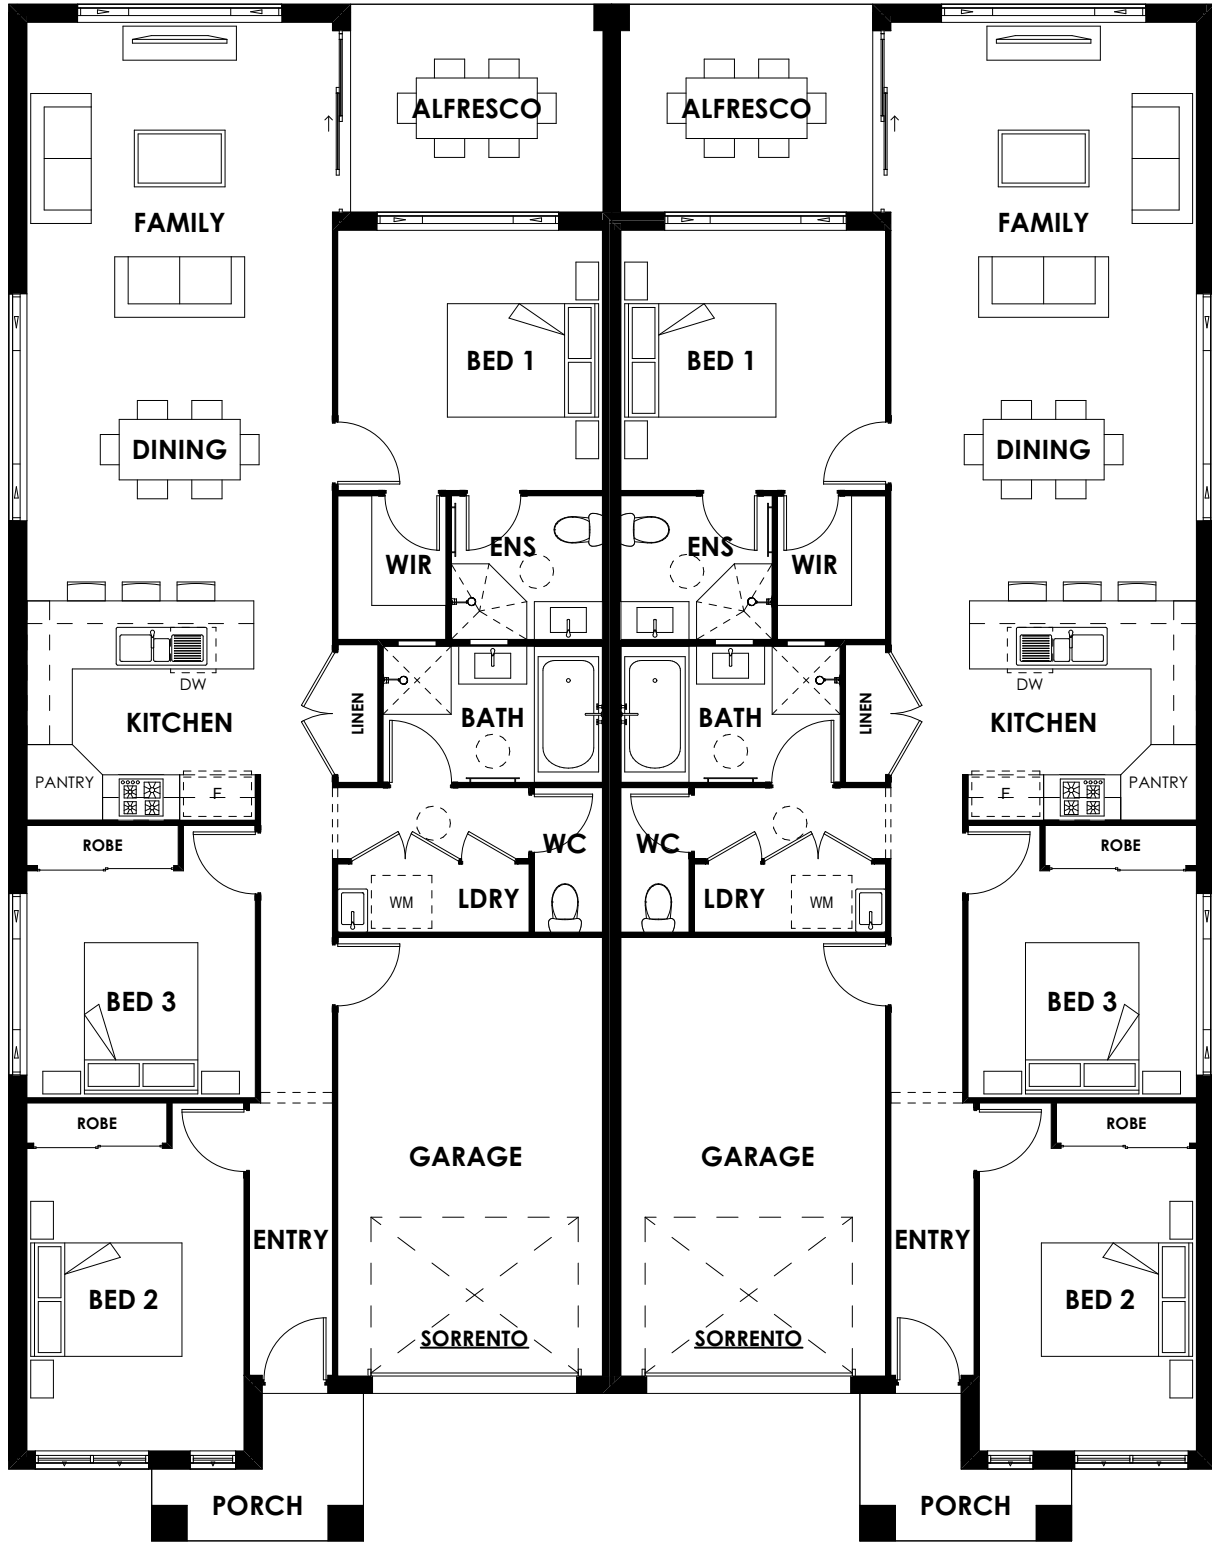 ALFRESCO ALFRESCO
FAMILY FAMILY
BED 1 BED 1
DINING DINING
ENS ENS
WIR WIR
DW DW
LINEN LINEN
BATH BATH
KITCHEN KITCHEN
PANTRY F F PANTRY
ROBE WC WC ROBE
WM LDRY LDRY WM
BED 3 BED 3
ROBE ROBE
GARAGE GARAGE
ENTRY ENTRY
BED 2 BED 2
SORRENTO SORRENTO
PORCH PORCH